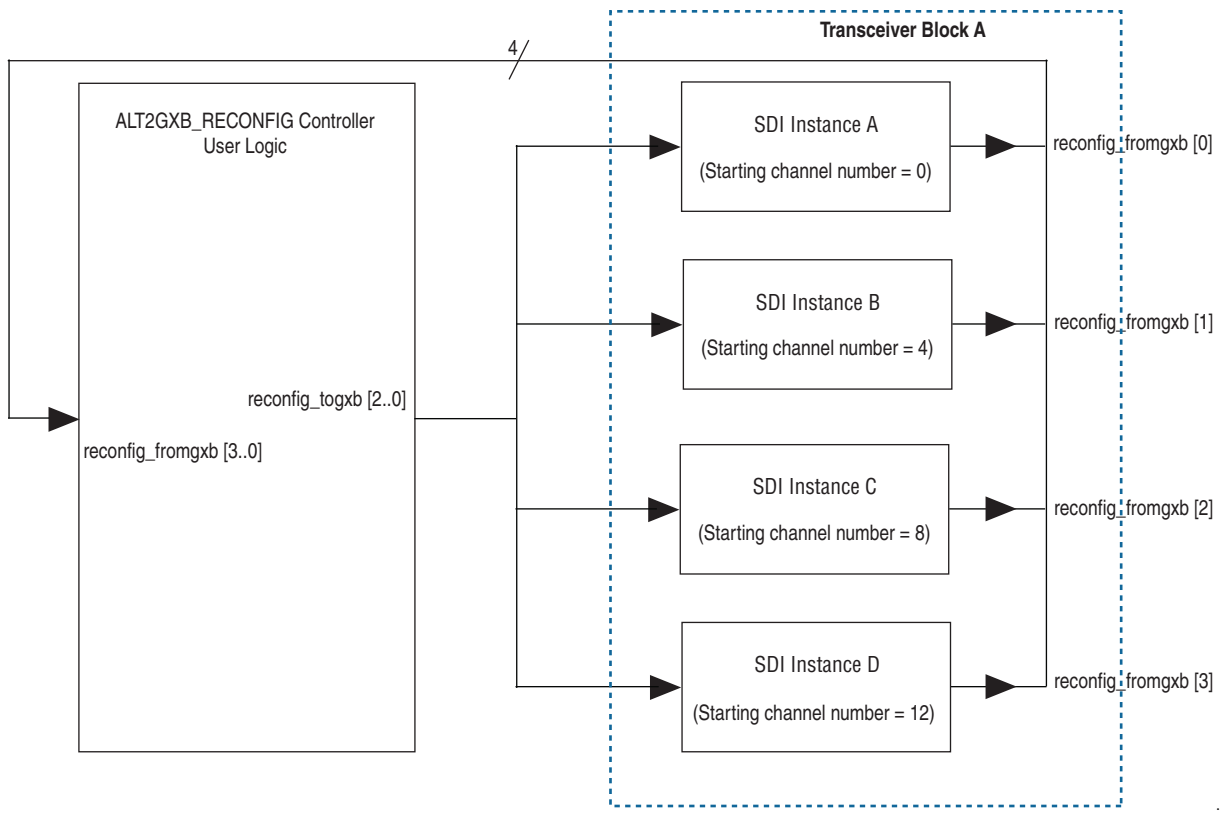 4
Transceiver Block A
ALT2GXB_RECONFIG Controller
User Logic
SDI Instance A
(Starting channel number = 0)
reconfig_fromgxb [0]
SDI Instance B
(Starting channel number = 4)
reconfig_fromgxb [1]
reconfig_togxb [2..0]
reconfig_fromgxb [3..0]
SDI Instance C
(Starting channel number = 8)
reconfig_fromgxb [2]
SDI Instance D
(Starting channel number = 12)
reconfig_fromgxb [3]
.